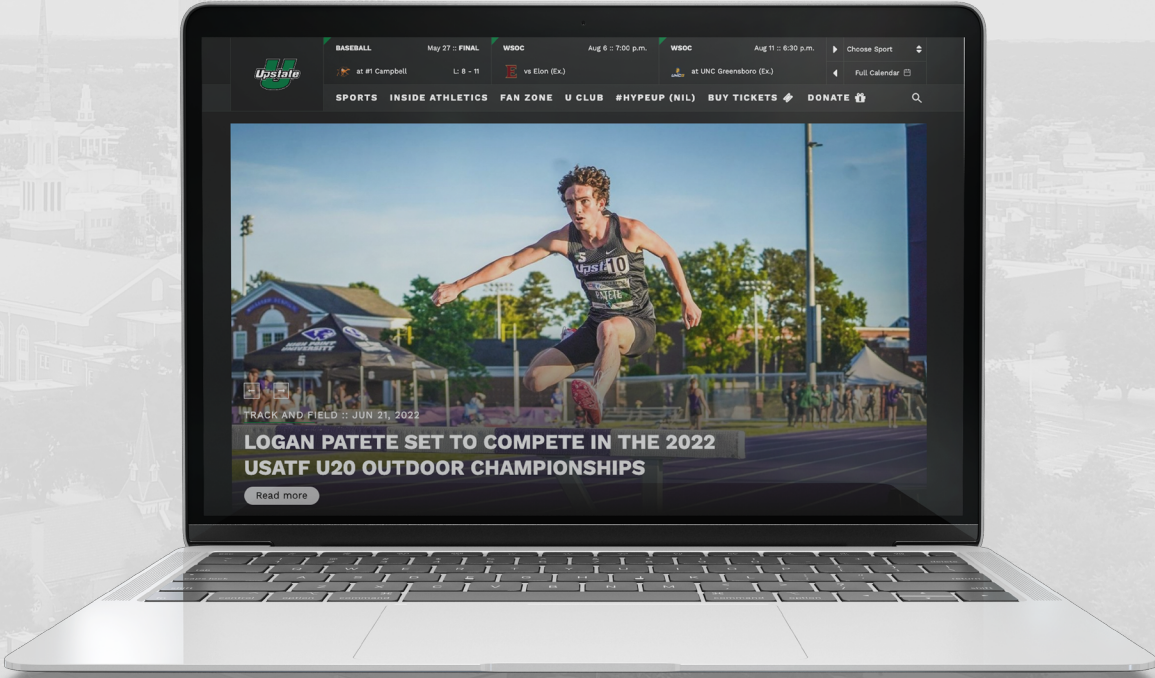 Upstate
BASEBALL May 27 :: FINAL
at #1 Campbell L: 8 - 11
WSOC Aug 6 :: 7:00 p.m.
E vs Elon (Ex.)
WSOC Aug 11 :: 6:30 p.m.
at UNC Greensboro (Ex.)
Choose Sport
Full Calendar
SPORTS INSIDE ATHLETICS FAN ZONE U CLUB #HYPEUP (NIL) BUY TICKETS DONATE
S
Upstate
10
PATETE
HIGH POINT
UNIVERSITY
5
TRACK AND FIELD :: JUN 21, 2022
LOGAN PATETE SET TO COMPETE IN THE 2022
USATF U20 OUTDOOR CHAMPIONSHIPS
Read more